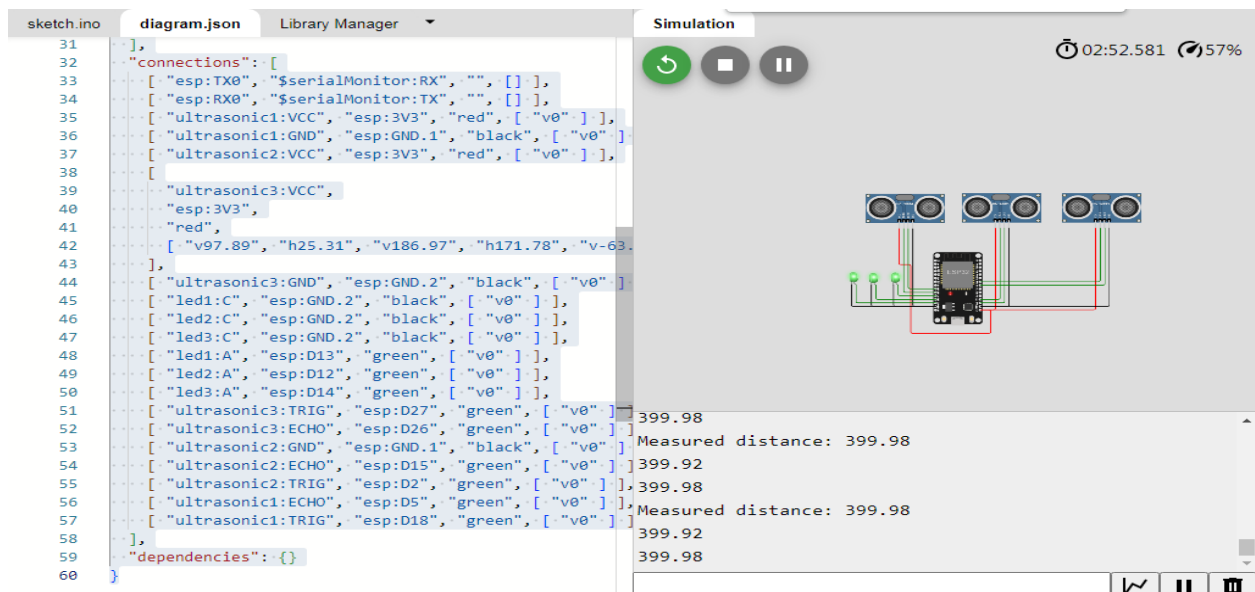 sketch.ino diagram.json Library Manager
Simulation
02:52.581 57%
31 ],
32 "connections": [
33 [ "esp:TX0", "$serialMonitor:RX", "", [] ],
34 [ "esp:RX0", "$serialMonitor:TX", "", [] ],
35 [ "ultrasonic1:VCC", "esp:3V3", "red", [ "v0" ] ],
36 [ "ultrasonic1:GND", "esp:GND.1", "black", [ "v0" ]
37 [ "ultrasonic2:VCC", "esp:3V3", "red", [ "v0" ] ],
38 [
39 "ultrasonic3:VCC",
40 "esp:3V3",
41 "red",
42 [ "v97.89", "h25.31", "v186.97", "h171.78", "v-63.
43 ],
44 [ "ultrasonic3:GND", "esp:GND.2", "black", [ "v0" ]
45 [ "led1:C", "esp:GND.2", "black", [ "v0" ] ],
46 [ "led2:C", "esp:GND.2", "black", [ "v0" ] ],
47 [ "led3:C", "esp:GND.2", "black", [ "v0" ] ],
48 [ "led1:A", "esp:D13", "green", [ "v0" ] ],
49 [ "led2:A", "esp:D12", "green", [ "v0" ] ],
50 [ "led3:A", "esp:D14", "green", [ "v0" ] ],
51 [ "ultrasonic3:TRIG", "esp:D27", "green", [ "v0" ] ]
52 [ "ultrasonic3:ECHO", "esp:D26", "green", [ "v0" ] ]
53 [ "ultrasonic2:GND", "esp:GND.1", "black", [ "v0" ]
54 [ "ultrasonic2:ECHO", "esp:D15", "green", [ "v0" ] ]
55 [ "ultrasonic2:TRIG", "esp:D2", "green", [ "v0" ] ],
56 [ "ultrasonic1:ECHO", "esp:D5", "green", [ "v0" ] ],
57 [ "ultrasonic1:TRIG", "esp:D18", "green", [ "v0" ] ]
58 ],
59 "dependencies": {}
60 }
ESP32
399.98
Measured distance: 399.98
399.92
399.98
Measured distance: 399.98
399.92
399.98